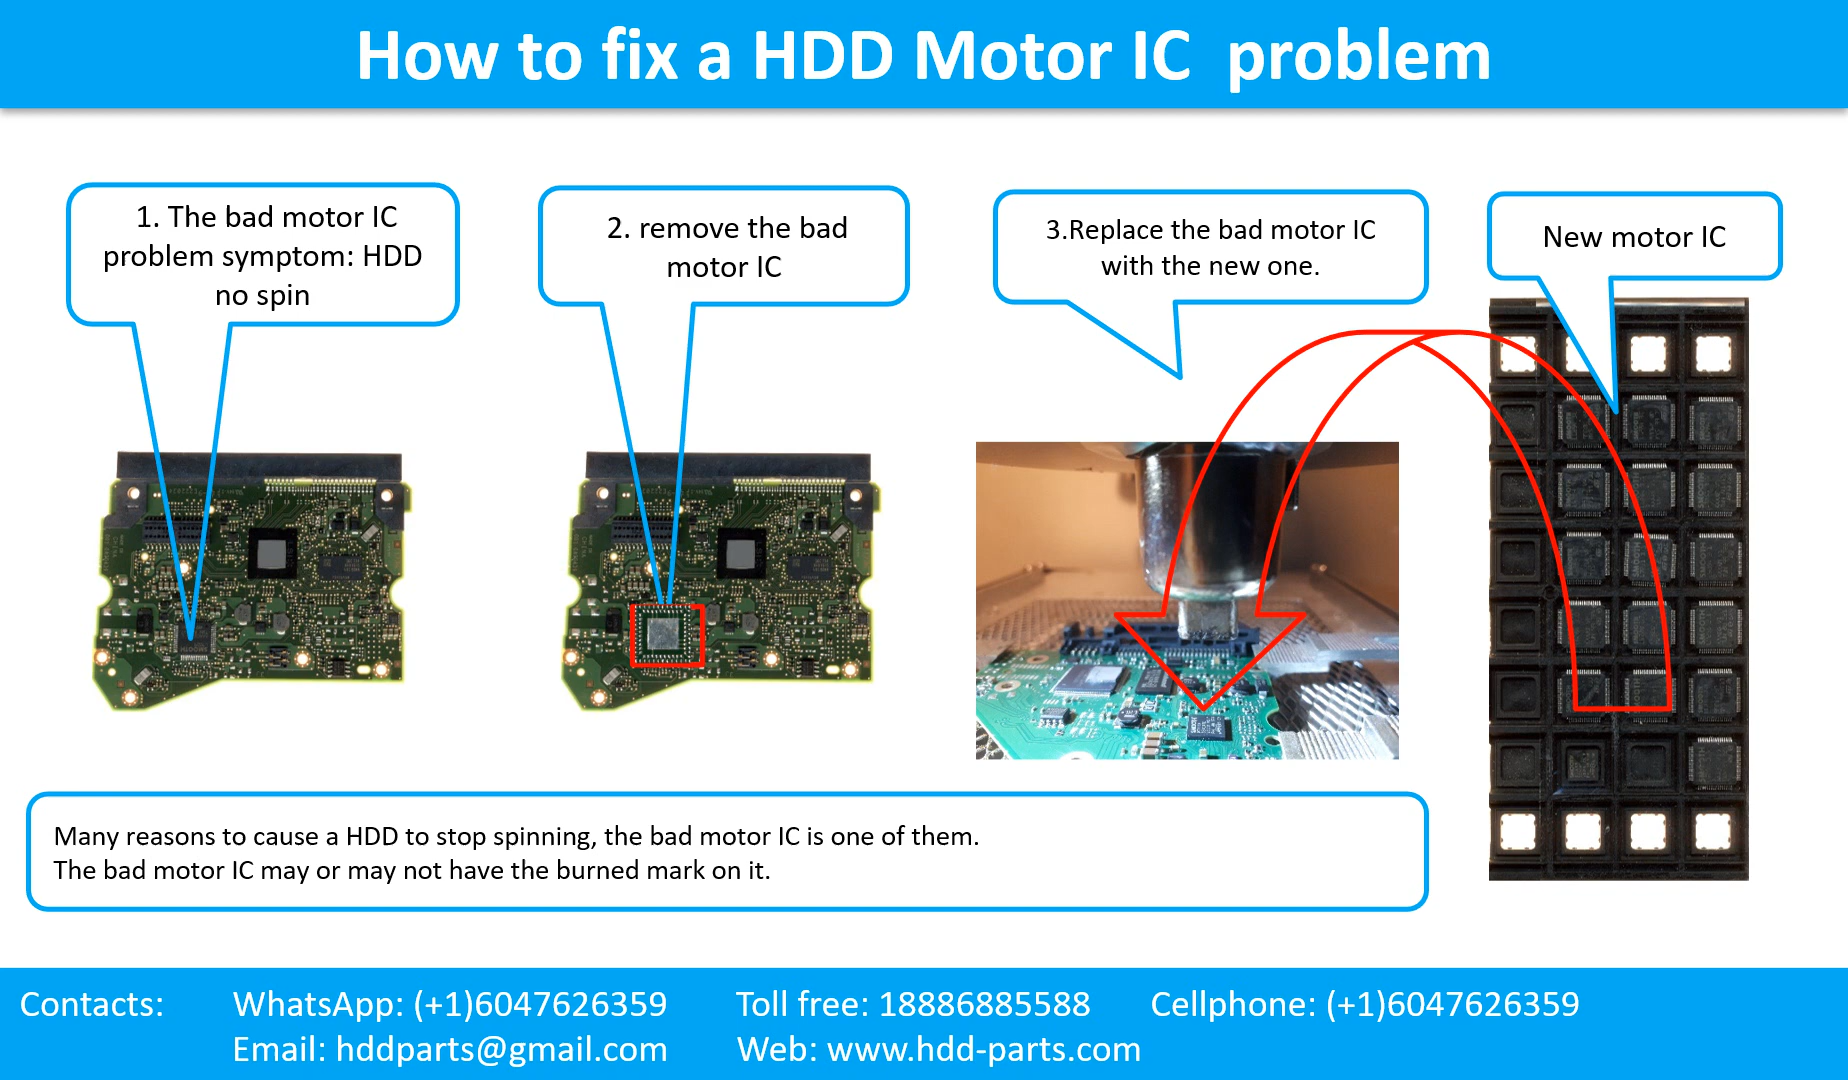 How to fix a HDD Motor IC  problem
1. The bad motor IC
problem symptom: HDD
no spin
2. remove the bad
motor IC
3.Replace the bad motor IC
with the new one.
New motor IC
Many reasons to cause a HDD to stop spinning, the bad motor IC is one of them.
The bad motor IC may or may not have the burned mark on it.
Contacts:
WhatsApp: (+1)6047626359
Toll free: 18886885588
Cellphone: (+1)6047626359
Email: hddparts@gmail.com
Web: www.hdd-parts.com